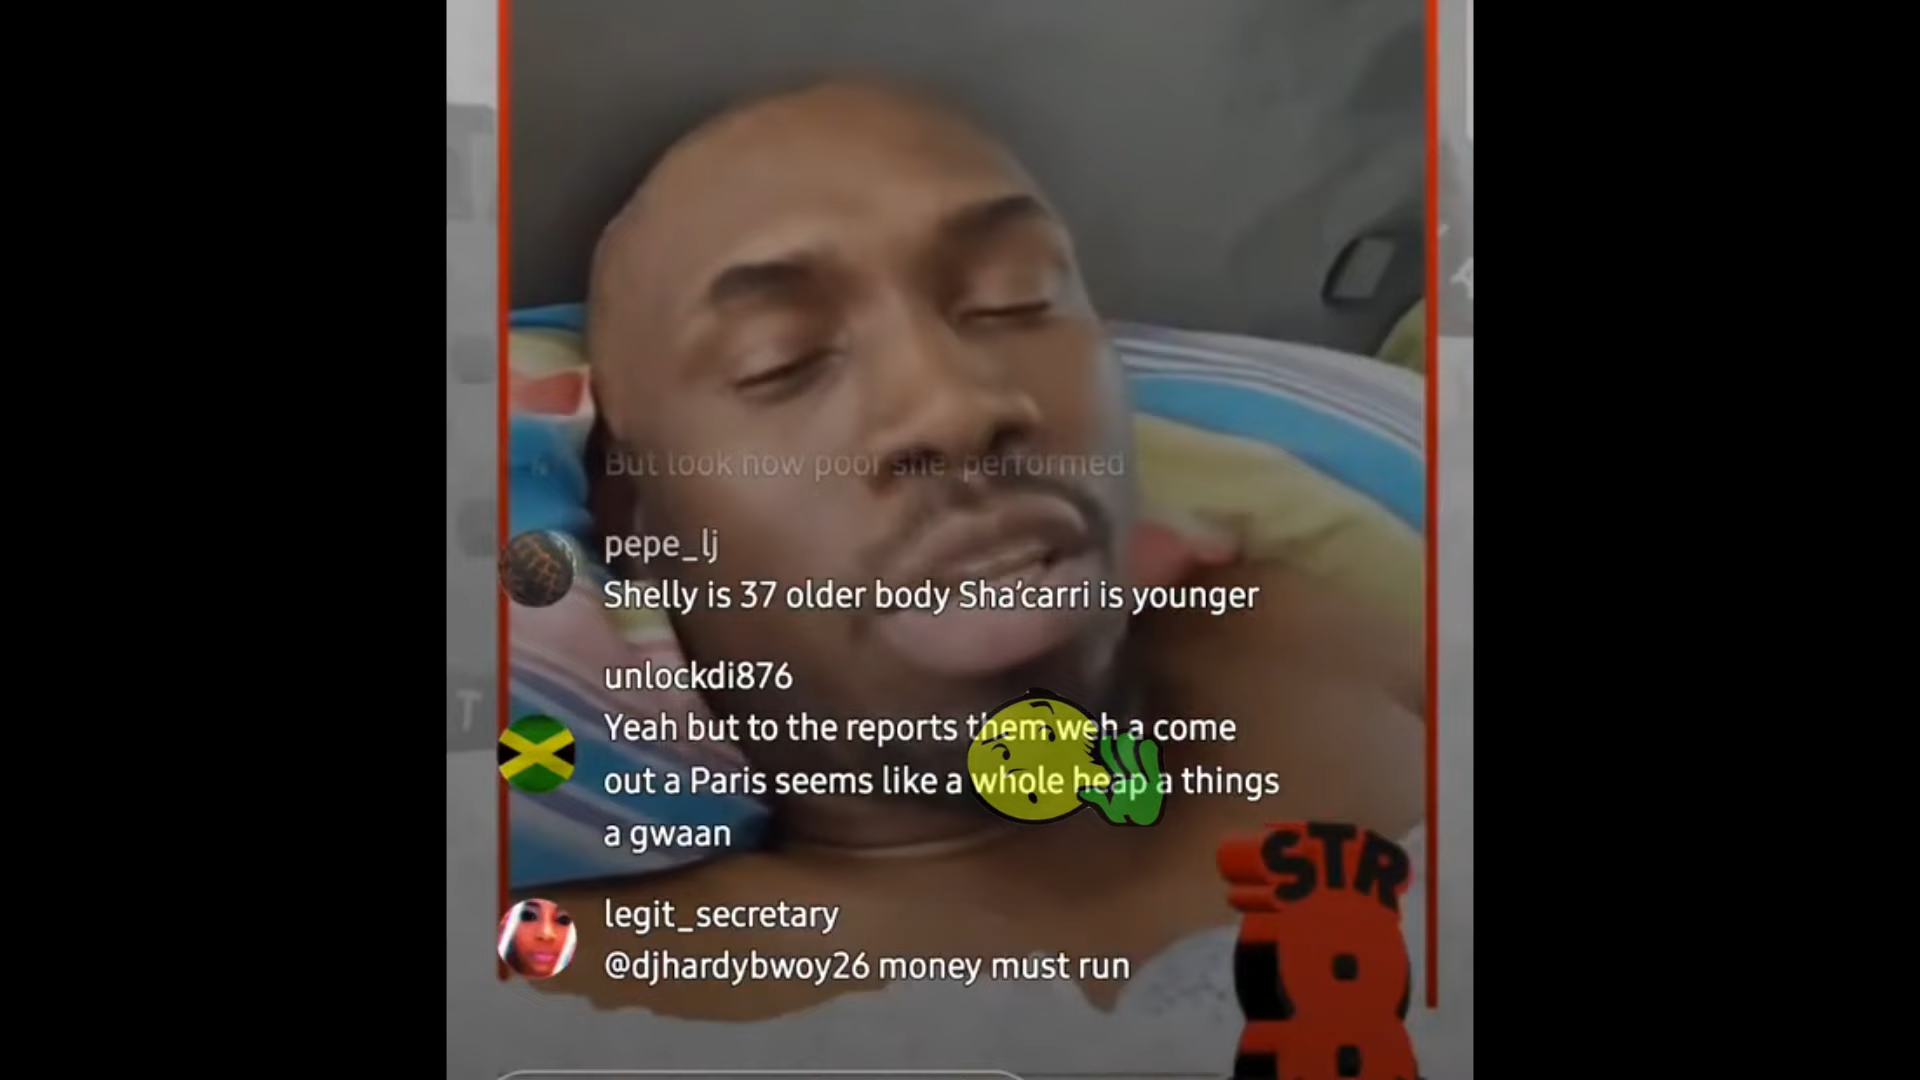 But look how poor she performed
pepe_lj
Shelly is 37 older body Sha'carri is younger
unlockdi876
Yeah but to the reports them weh a come
out a Paris seems like a whole heap a things
a gwaan
legit_secretary
@djhardybwoy26 money must run
STR
8
T